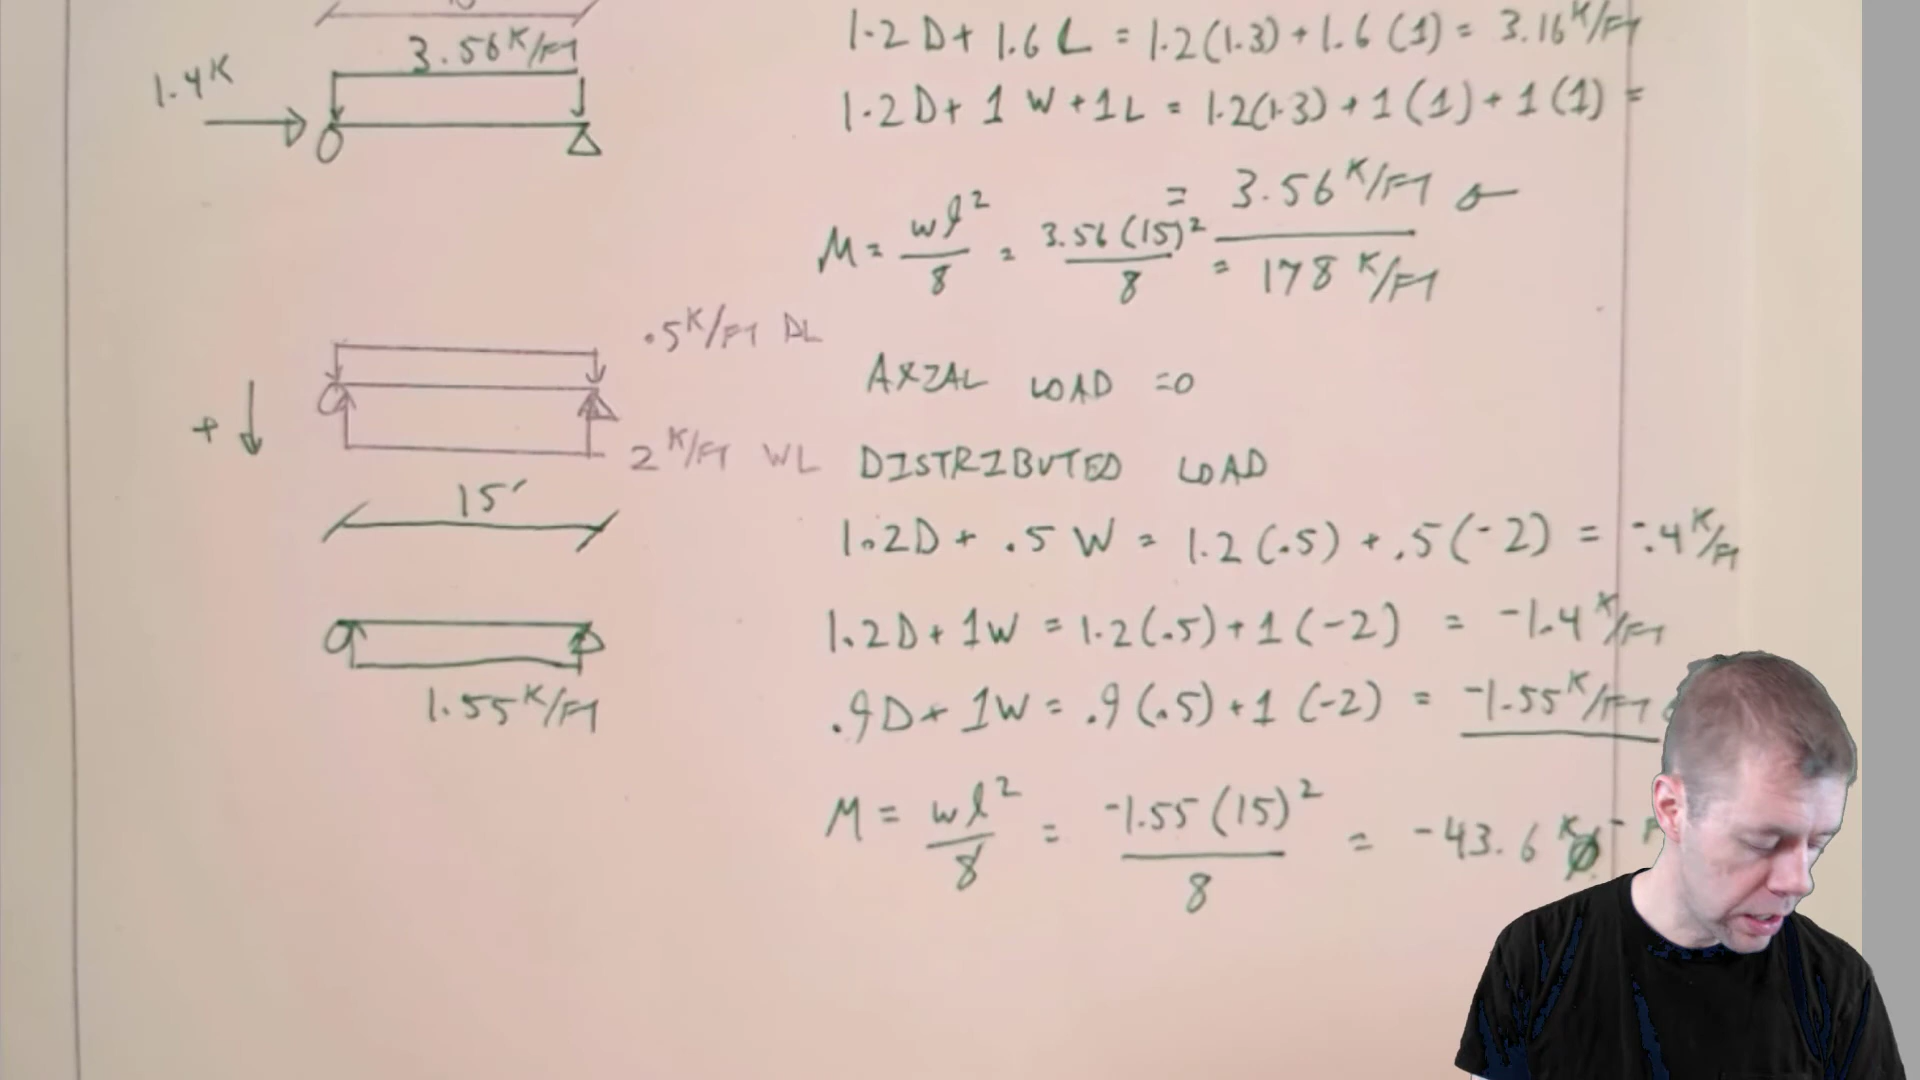 3.56 K/FT
1.4K
1.2 D + 1.6 L = 1.2(1.3) + 1.6 (1) = 3.16 K/FT
1.2 D + 1 W + 1 L = 1.2(1.3) + 1 (1) + 1 (1) =
= 3.56 K/FT
M = wl²/8 = 3.56 (15)²/8 = 178 K/FT
.5 K/FT DL
2 K/FT WL
+
15'
1.55 K/FT
AXIAL LOAD = 0
DISTRIBUTED LOAD
1.2D + .5 W = 1.2 (.5) + .5 (-2) = -.4 K/FT
1.2D + 1W = 1.2 (.5) + 1 (-2) = -1.4 K/FT
.9D + 1W = .9 (.5) + 1 (-2) = -1.55 K/FT
M = wl²/8 = -1.55 (15)²/8 = -43.6 K-